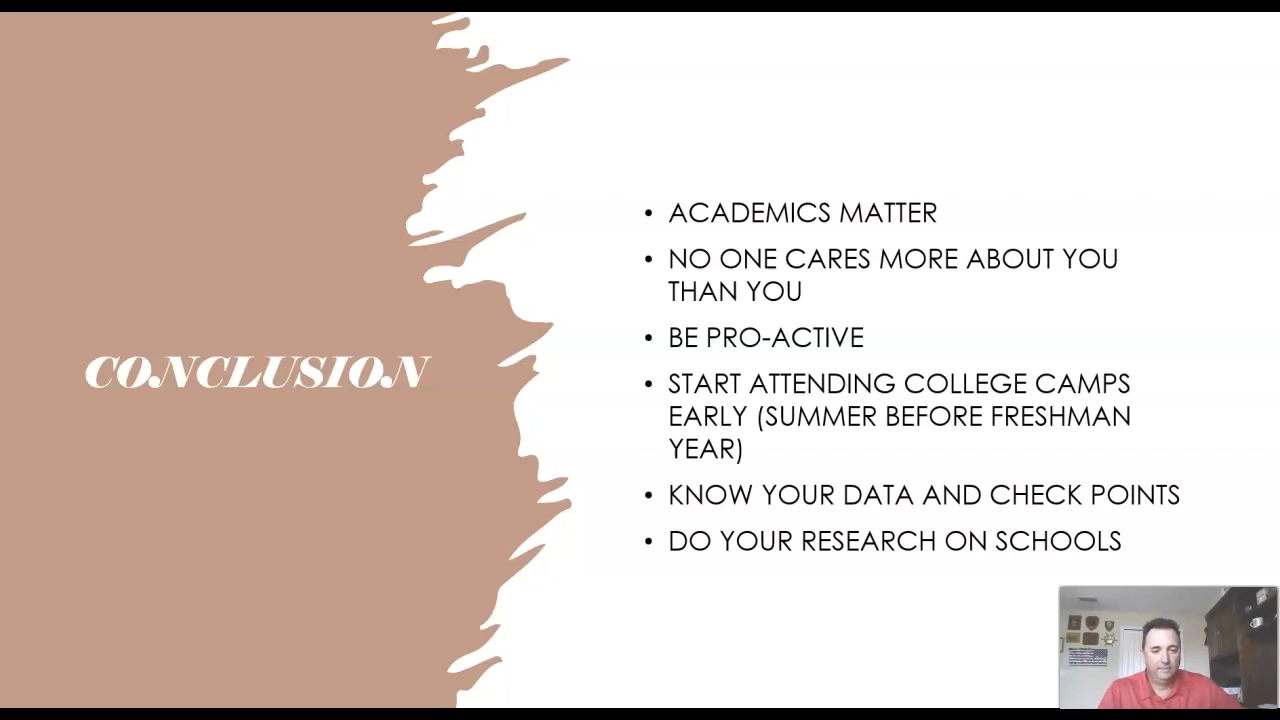 CONCLUSION
• ACADEMICS MATTER
• NO ONE CARES MORE ABOUT YOU
THAN YOU
• BE PRO-ACTIVE
• START ATTENDING COLLEGE CAMPS
EARLY (SUMMER BEFORE FRESHMAN
YEAR)
• KNOW YOUR DATA AND CHECK POINTS
• DO YOUR RESEARCH ON SCHOOLS